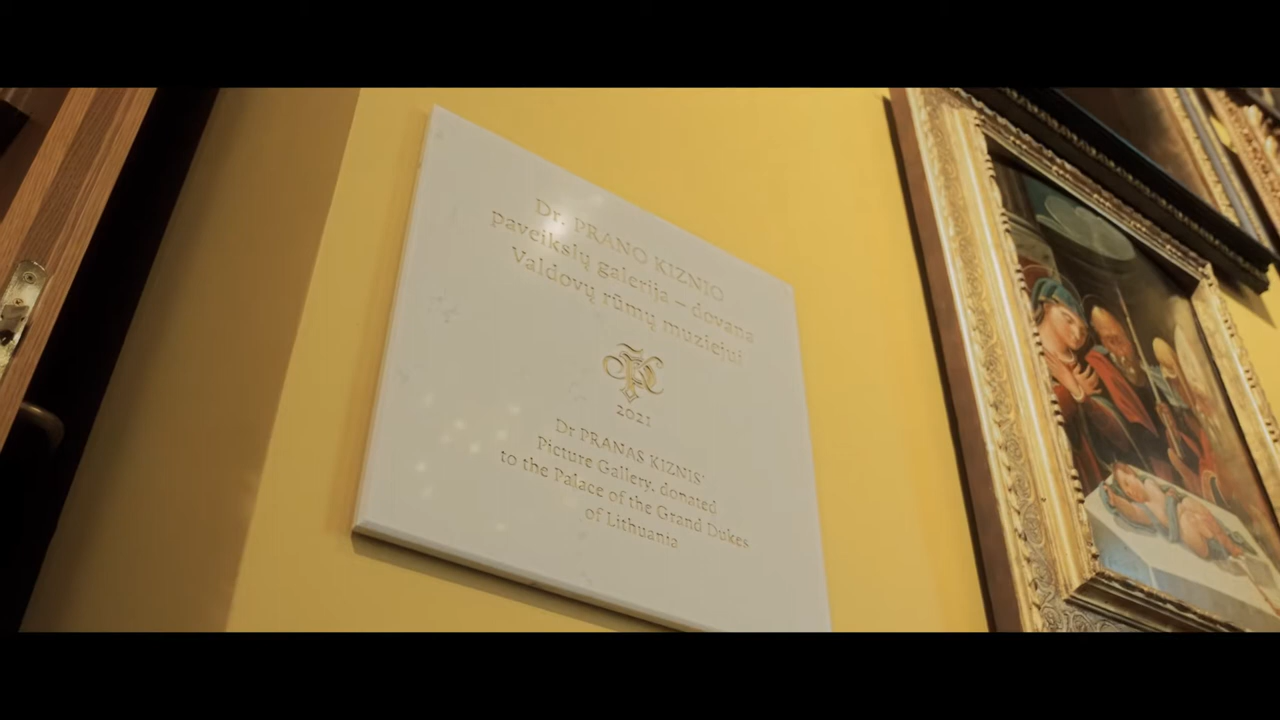 Dr. PRANO KIZNIO
paveikslų galerija – dovana
Valdovų rūmų muziejui
2021
Dr PRANAS KIZNIS'
Picture Gallery, donated
to the Palace of the Grand Dukes
of Lithuania